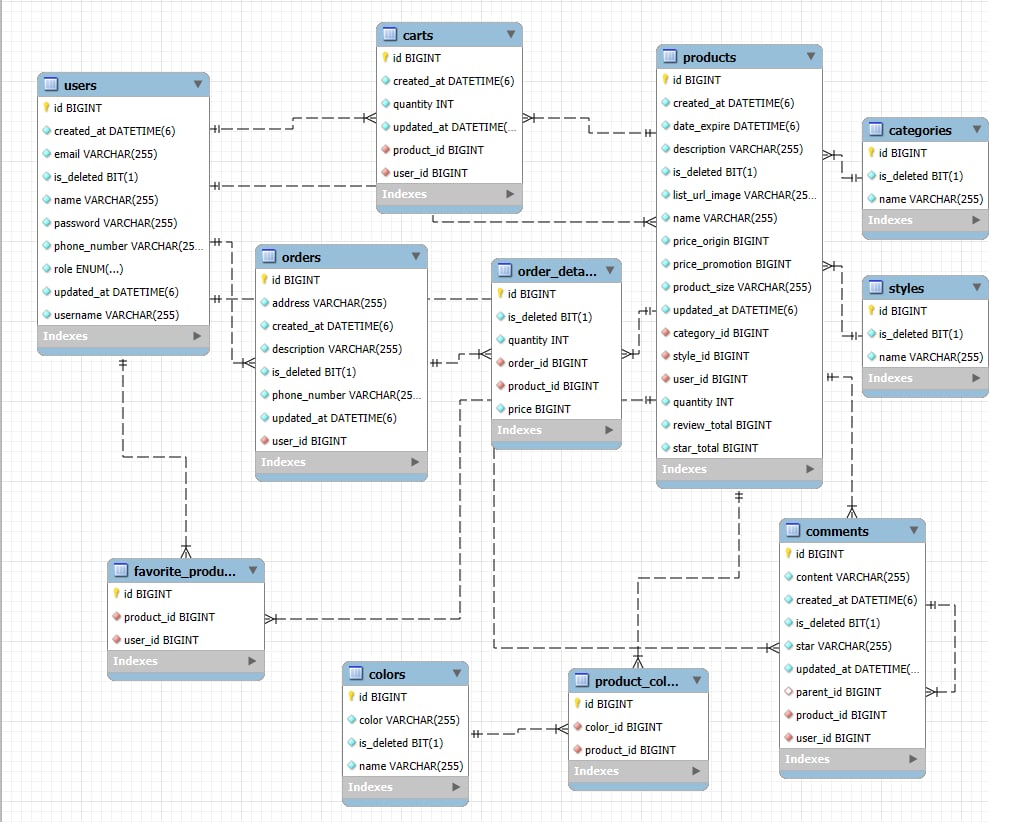 carts
id BIGINT
created_at DATETIME(6)
quantity INT
updated_at DATETIME(...
product_id BIGINT
user_id BIGINT
Indexes
products
id BIGINT
created_at DATETIME(6)
date_expire DATETIME(6)
description VARCHAR(255)
is_deleted BIT(1)
list_url_image VARCHAR(25...
name VARCHAR(255)
price_origin BIGINT
price_promotion BIGINT
product_size VARCHAR(255)
updated_at DATETIME(6)
category_id BIGINT
style_id BIGINT
user_id BIGINT
quantity INT
review_total BIGINT
star_total BIGINT
Indexes
users
id BIGINT
created_at DATETIME(6)
email VARCHAR(255)
is_deleted BIT(1)
name VARCHAR(255)
password VARCHAR(255)
phone_number VARCHAR(25...
role ENUM(...)
updated_at DATETIME(6)
username VARCHAR(255)
Indexes
categories
id BIGINT
is_deleted BIT(1)
name VARCHAR(255)
Indexes
orders
id BIGINT
address VARCHAR(255)
created_at DATETIME(6)
description VARCHAR(255)
is_deleted BIT(1)
phone_number VARCHAR(25...
updated_at DATETIME(6)
user_id BIGINT
Indexes
order_deta...
id BIGINT
is_deleted BIT(1)
quantity INT
order_id BIGINT
product_id BIGINT
price BIGINT
Indexes
styles
id BIGINT
is_deleted BIT(1)
name VARCHAR(255)
Indexes
comments
id BIGINT
content VARCHAR(255)
created_at DATETIME(6)
is_deleted BIT(1)
star VARCHAR(255)
updated_at DATETIME(...
parent_id BIGINT
product_id BIGINT
user_id BIGINT
Indexes
favorite_produ...
id BIGINT
product_id BIGINT
user_id BIGINT
Indexes
colors
id BIGINT
color VARCHAR(255)
is_deleted BIT(1)
name VARCHAR(255)
Indexes
product_col...
id BIGINT
color_id BIGINT
product_id BIGINT
Indexes